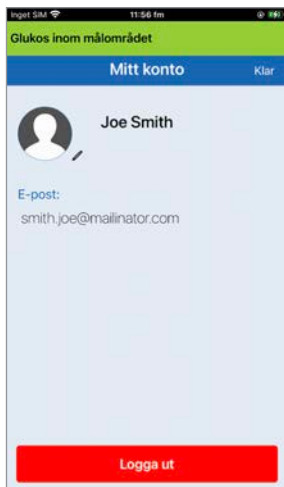 Inget SIM 11:56 fm
Glukos inom målområdet
Mitt konto Klar
Joe Smith
E-post:
smith.joe@mailinator.com
Logga ut